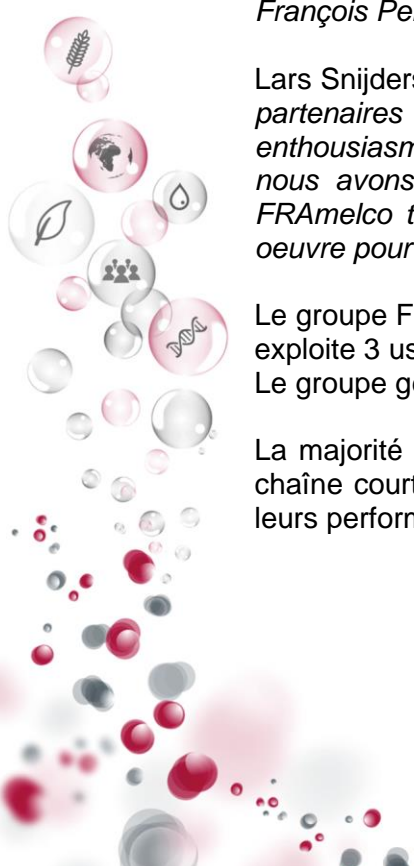 François Pe
Lars Snijders
partenaires
enthousiasm
nous avons
FRAmelco t
oeuvre pour
Le groupe F
exploite 3 us
Le groupe g
La majorité
chaîne court
leurs perform